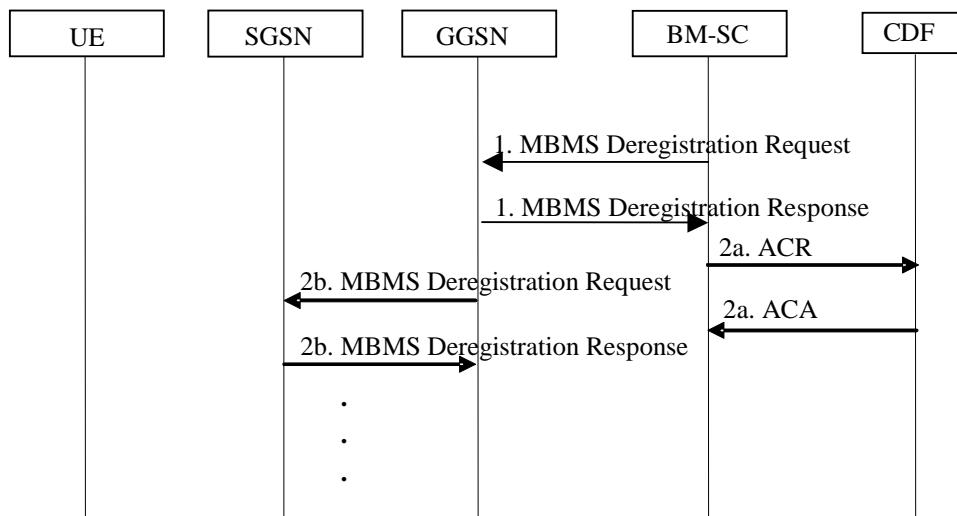 UE
SGSN
GGSN
BM-SC
CDF
1. MBMS Deregistration Request
1. MBMS Deregistration Response
2a. ACR
2b. MBMS Deregistration Request
2a. ACA
2b. MBMS Deregistration Response
.
.
.